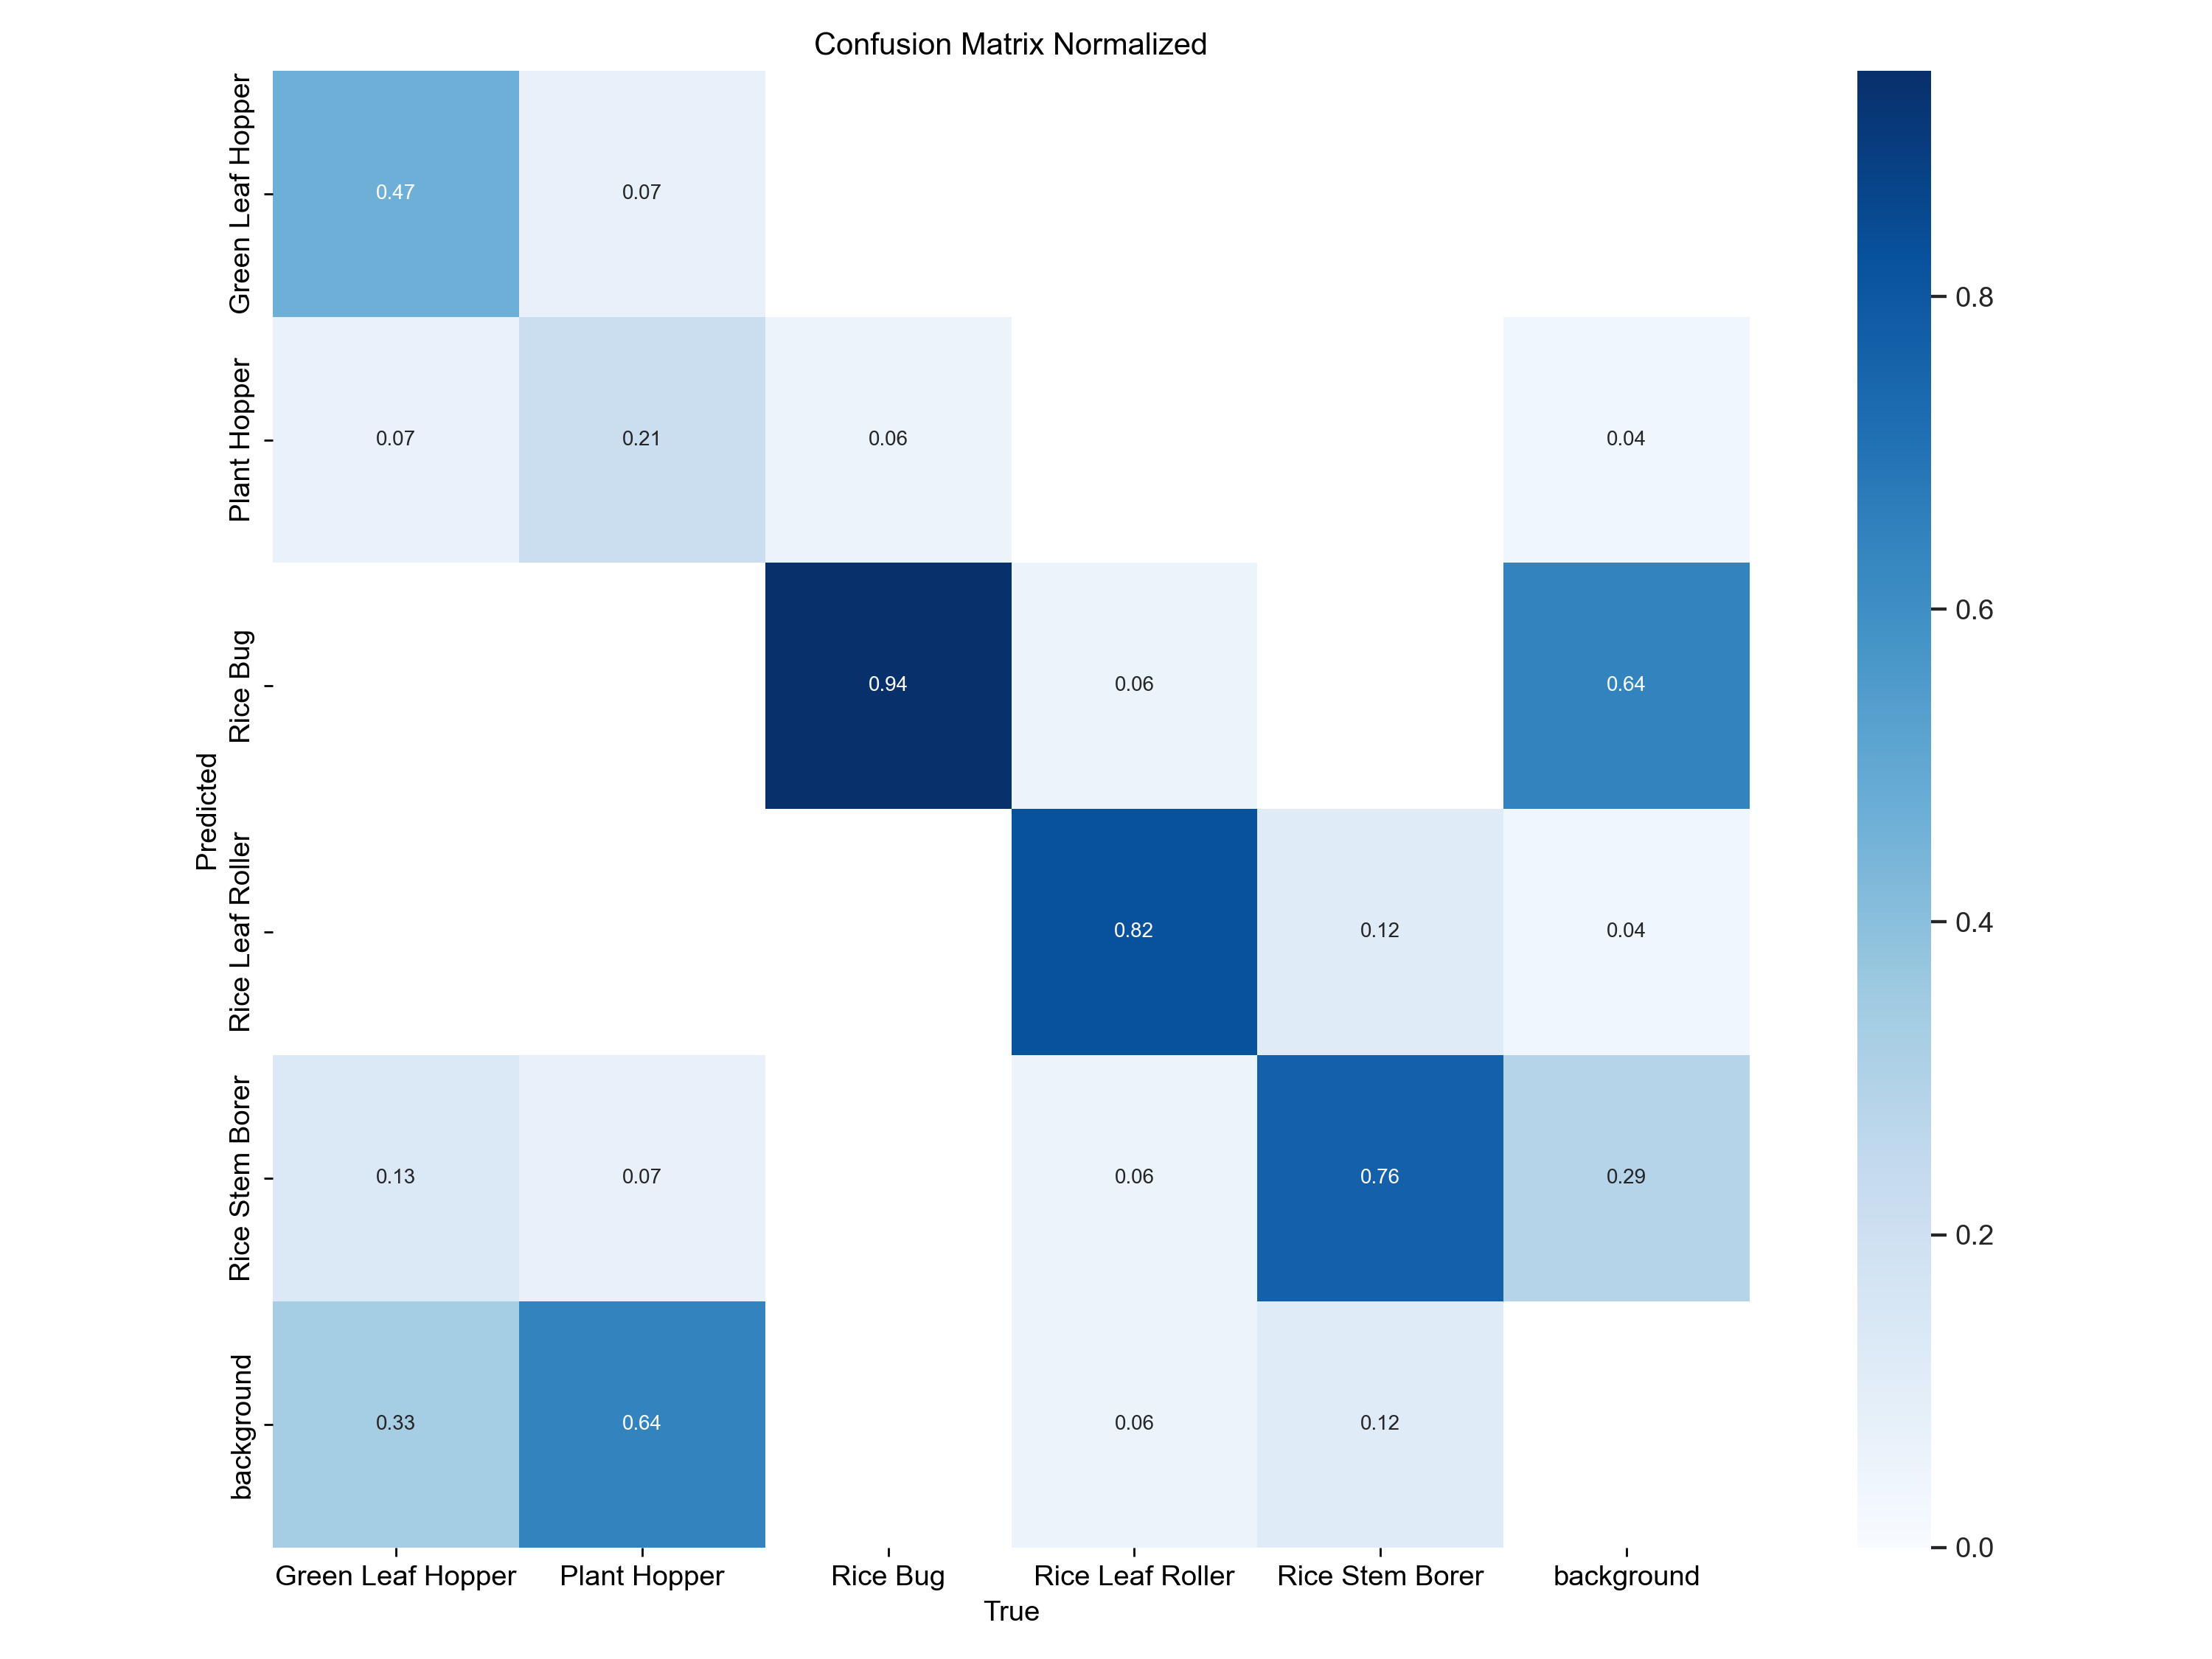 Confusion Matrix Normalized
Green Leaf Hopper
0.47
0.07
Plant Hopper
0.07
0.21
0.06
0.04
Rice Bug
0.94
0.06
0.64
Rice Leaf Roller
0.82
0.12
0.04
Rice Stem Borer
0.13
0.07
0.06
0.76
0.29
background
0.33
0.64
0.06
0.12
Predicted
Green Leaf Hopper
Plant Hopper
Rice Bug
Rice Leaf Roller
Rice Stem Borer
background
True
0.8
0.6
0.4
0.2
0.0